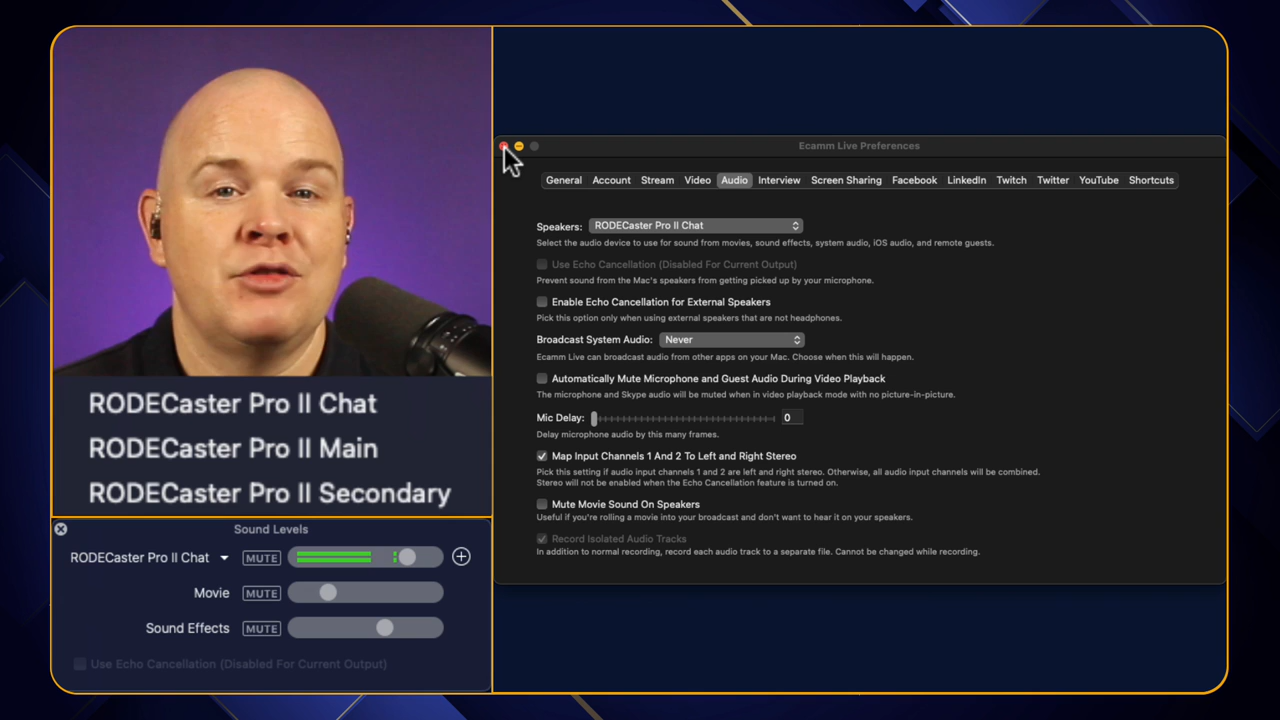 RODECaster Pro II Chat
RODECaster Pro II Main
RODECaster Pro II Secondary
Sound Levels
RODECaster Pro II Chat MUTE
Movie MUTE
Sound Effects MUTE
Use Echo Cancellation (Disabled For Current Output)
Ecamm Live Preferences
General Account Stream Video Audio Interview Screen Sharing Facebook LinkedIn Twitch Twitter YouTube Shortcuts
Speakers: RODECaster Pro II Chat
Select the audio device to use for sound from movies, sound effects, system audio, iOS audio, and remote guests.
Use Echo Cancellation (Disabled For Current Output)
Prevent sound from the Mac's speakers from getting picked up by your microphone.
Enable Echo Cancellation for External Speakers
Pick this option only when using external speakers that are not headphones.
Broadcast System Audio: Never
Ecamm Live can broadcast audio from other apps on your Mac. Choose when this will happen.
Automatically Mute Microphone and Guest Audio During Video Playback
The microphone and Skype audio will be muted when in video playback mode with no picture-in-picture.
Mic Delay: 0
Delay microphone audio by this many frames.
Map Input Channels 1 And 2 To Left and Right Stereo
Pick this setting if audio input channels 1 and 2 are left and right stereo. Otherwise, all audio input channels will be combined.
Stereo will not be enabled when the Echo Cancellation feature is turned on.
Mute Movie Sound On Speakers
Useful if you're rolling a movie into your broadcast and don't want to hear it on your speakers.
Record Isolated Audio Tracks
In addition to normal recording, record each audio track to a separate file. Cannot be changed while recording.